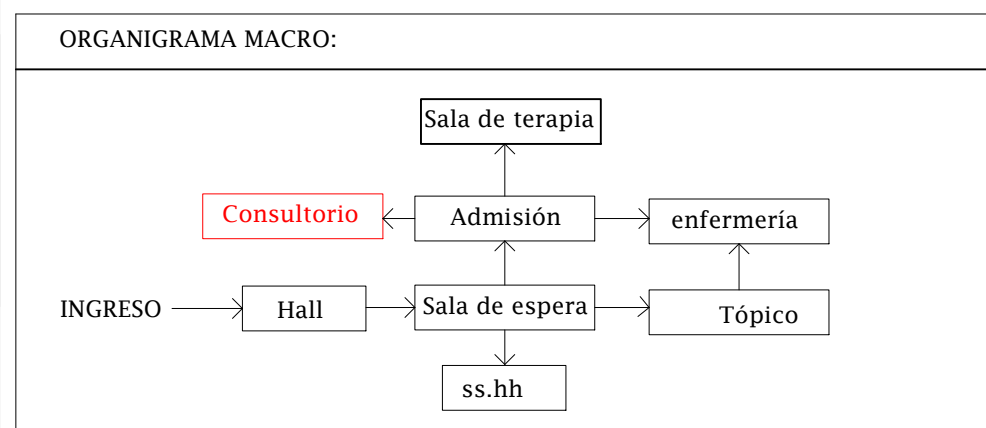 ORGANIGRAMA MACRO:
Sala de terapia
Consultorio
Admisión
enfermería
INGRESO
Hall
Sala de espera
Tópico
ss.hh